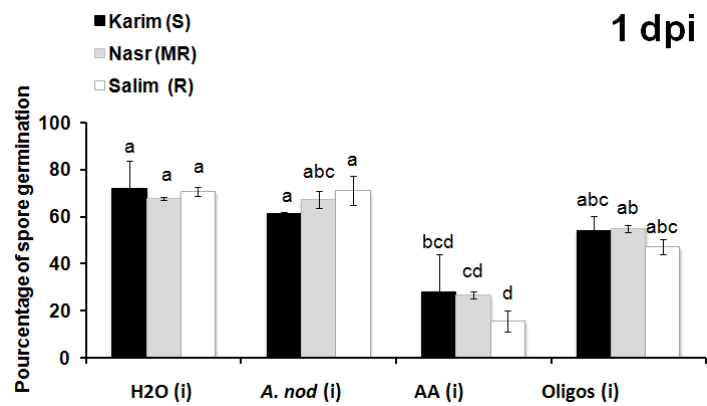 Karim (S)
Nasr (MR)
Salim (R)
1 dpi
Pourcentage of spore germination
100
80
60
40
20
0
a a a
a abc a
bcd cd d
abc ab abc
H2O (i) A. nod (i) AA (i) Oligos (i)